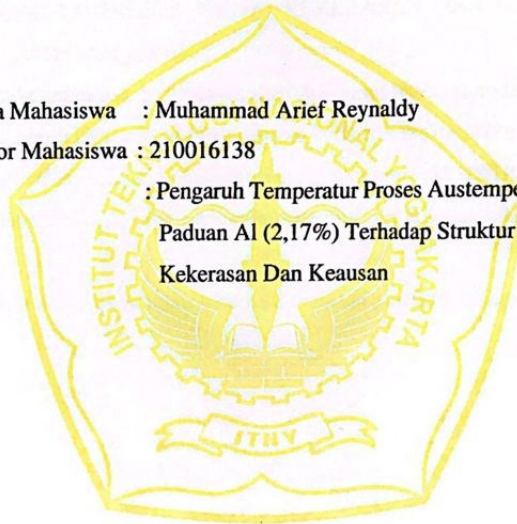 a Mahasiswa : Muhammad Arief Reynaldy
or Mahasiswa : 210016138
: Pengaruh Temperatur Proses Austempe
Paduan Al (2,17%) Terhadap Struktur
Kekerasan Dan Keausan
INSTITUT TEKNOLOGI NASIONAL YOGYAKARTA
ITNY